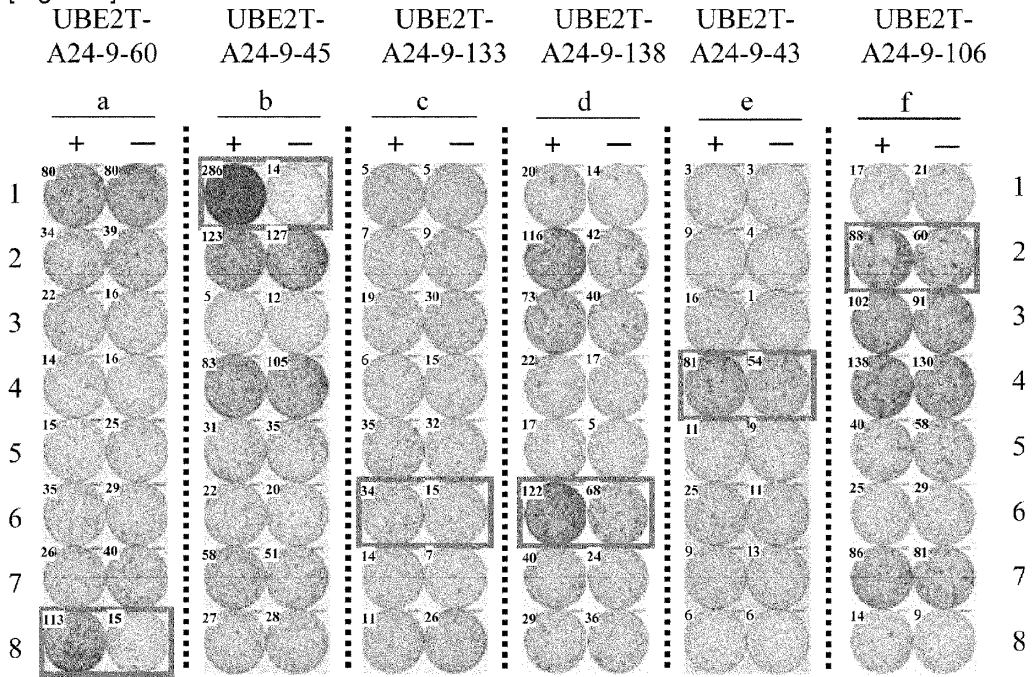 UBE2T- UBE2T- UBE2T- UBE2T- UBE2T- UBE2T-
A24-9-60 A24-9-45 A24-9-133 A24-9-138 A24-9-43 A24-9-106
a b c d e f
+ — + — + — + — + — + —
1 80 80 286 14 5 5 20 14 3 3 17 21 1
2 34 39 123 127 7 9 116 42 9 4 88 60 2
3 22 16 5 12 19 30 73 40 16 1 102 91 3
4 14 16 83 105 6 15 22 17 81 54 138 130 4
5 15 25 31 35 35 32 17 5 11 9 40 58 5
6 35 29 22 20 34 15 122 68 25 11 25 29 6
7 26 40 58 51 14 7 40 24 9 13 86 81 7
8 113 15 27 28 11 26 29 36 6 6 14 9 8